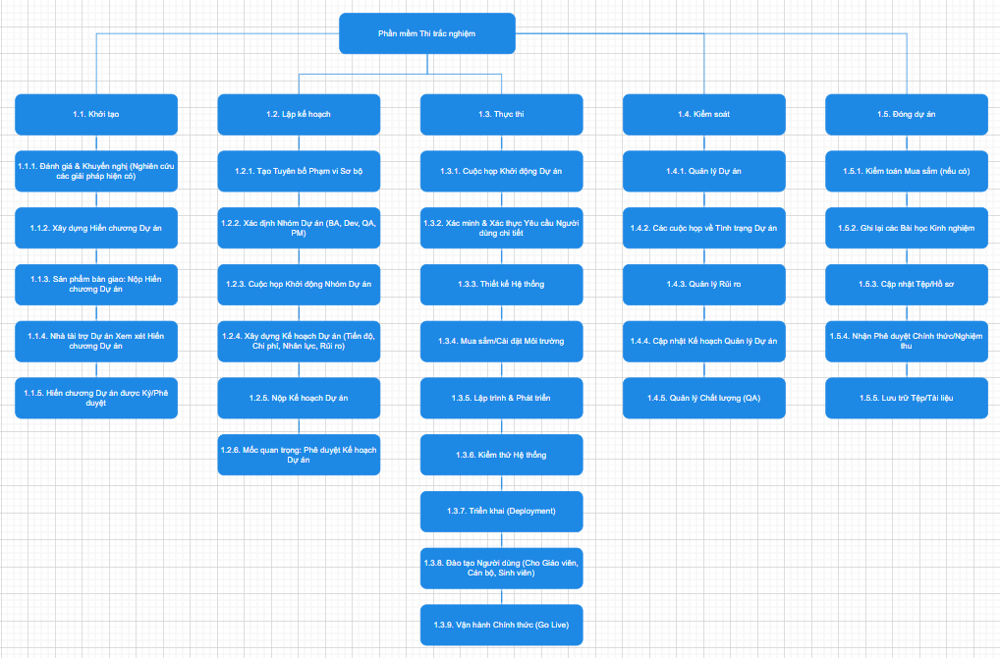 Phần mềm Thi trắc nghiệm
1.1. Khởi tạo
1.1.1. Đánh giá & Khuyến nghị (Nghiên cứu
các giải pháp hiện có)
1.1.2. Xây dựng Hiến chương Dự án
1.1.3. Sản phẩm bàn giao: Nộp Hiến
chương Dự án
1.1.4. Nhà tài trợ Dự án Xem xét Hiến
chương Dự án
1.1.5. Hiến chương Dự án được Ký/Phê
duyệt
1.2. Lập kế hoạch
1.2.1. Tạo Tuyên bố Phạm vi Sơ bộ
1.2.2. Xác định Nhóm Dự án (BA, Dev, QA,
PM)
1.2.3. Cuộc họp Khởi động Nhóm Dự án
1.2.4. Xây dựng Kế hoạch Dự án (Tiến độ,
Chi phí, Nhân lực, Rủi ro)
1.2.5. Nộp Kế hoạch Dự án
1.2.6. Mốc quan trọng: Phê duyệt Kế hoạch
Dự án
1.3. Thực thi
1.3.1. Cuộc họp Khởi động Dự án
1.3.2. Xác minh & Xác thực Yêu cầu Người
dùng chi tiết
1.3.3. Thiết kế Hệ thống
1.3.4. Mua sắm/Cài đặt Môi trường
1.3.5. Lập trình & Phát triển
1.3.6. Kiểm thử Hệ thống
1.3.7. Triển khai (Deployment)
1.3.8. Đào tạo Người dùng (Cho Giáo viên,
Cán bộ, Sinh viên)
1.3.9. Vận hành Chính thức (Go Live)
1.4. Kiểm soát
1.4.1. Quản lý Dự án
1.4.2. Các cuộc họp về Tình trạng Dự án
1.4.3. Quản lý Rủi ro
1.4.4. Cập nhật Kế hoạch Quản lý Dự án
1.4.5. Quản lý Chất lượng (QA)
1.5. Đóng dự án
1.5.1. Kiểm toán Mua sắm (nếu có)
1.5.2. Ghi lại các Bài học Kinh nghiệm
1.5.3. Cập nhật Tệp/Hồ sơ
1.5.4. Nhận Phê duyệt Chính thức/Nghiệm
thu
1.5.5. Lưu trữ Tệp/Tài liệu